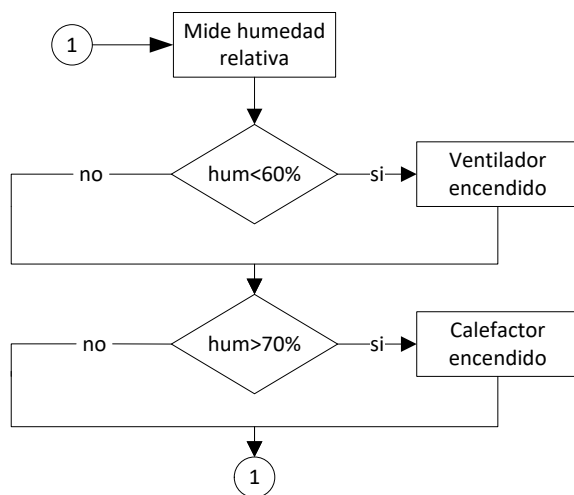 1
Mide humedad
relativa
no
hum<60%
si
Ventilador
encendido
no
hum>70%
si
Calefactor
encendido
1